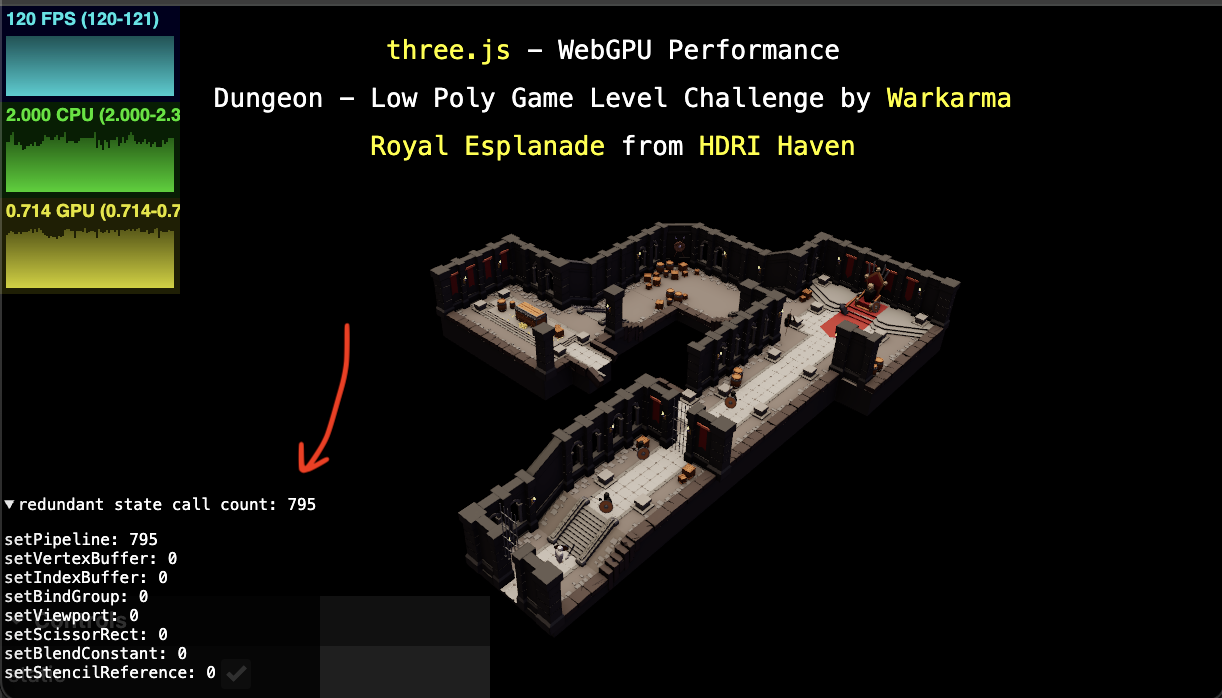 120 FPS (120-121)
2.000 CPU (2.000-2.3
0.714 GPU (0.714-0.7
three.js – WebGPU Performance
Dungeon – Low Poly Game Level Challenge by Warkarma
Royal Esplanade from HDRI Haven
▼redundant state call count: 795
setPipeline: 795
setVertexBuffer: 0
setIndexBuffer: 0
setBindGroup: 0
setViewport: 0
Controls
setScissorRect: 0
setBlendConstant: 0
setStencilReference: 0